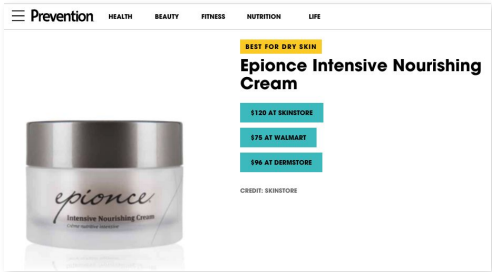 Prevention HEALTH BEAUTY FITNESS NUTRITION LIFE
BEST FOR DRY SKIN
Epionce Intensive Nourishing
Cream
$120 AT SKINSTORE
$75 AT WALMART
$96 AT DERMSTORE
CREDIT: SKINSTORE
epionce
Intensive Nourishing Cream